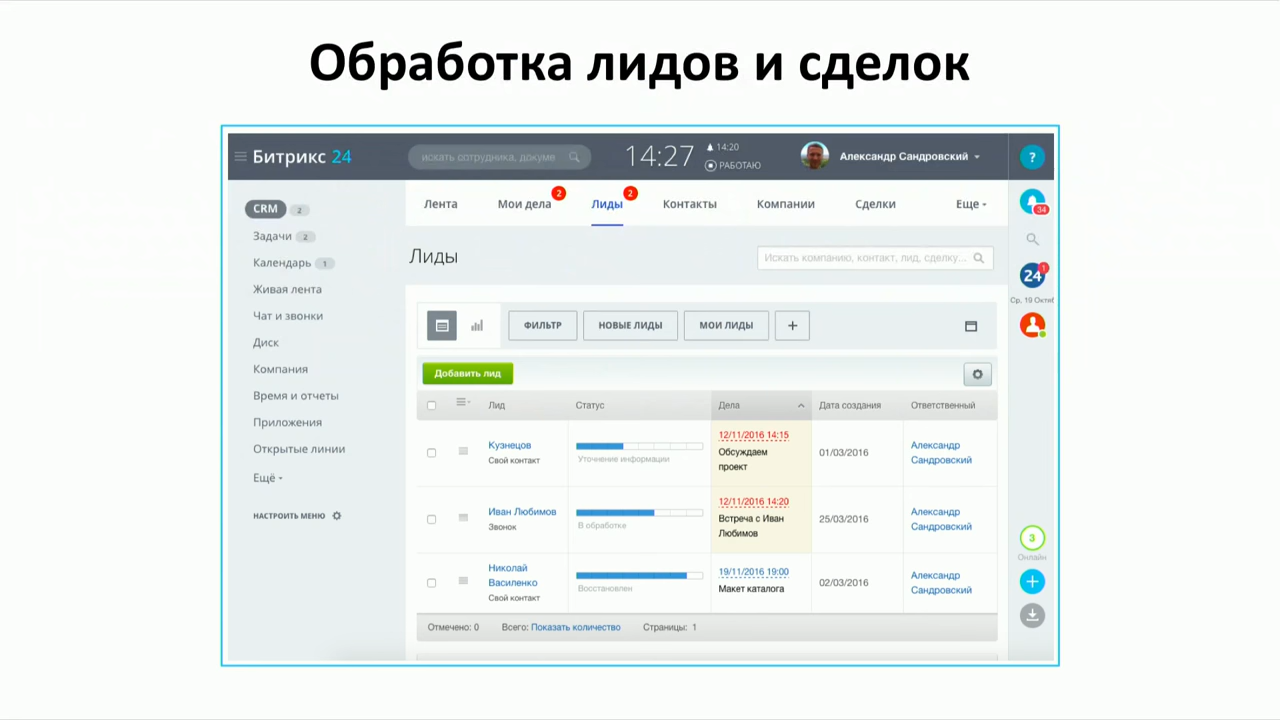 Обработка лидов и сделок
Битрикс 24
искать сотрудника, докуме
14:27
14:20
РАБОТАЮ
Александр Сандровский
?
CRM 2
Задачи 2
Календарь 1
Живая лента
Чат и звонки
Диск
Компания
Время и отчеты
Приложения
Открытые линии
Ещё
НАСТРОИТЬ МЕНЮ
Лента
Мои дела 2
Лиды 2
Контакты
Компании
Сделки
Еще
Лиды
Искать компанию, контакт, лид, сделку...
ФИЛЬТР
НОВЫЕ ЛИДЫ
МОИ ЛИДЫ
+
Добавить лид
Лид
Статус
Дела
Дата создания
Ответственный
Кузнецов
Свой контакт
Уточнение информации
12/11/2016 14:15
Обсуждаем
проект
01/03/2016
Александр
Сандровский
Иван Любимов
Звонок
В обработке
12/11/2016 14:20
Встреча с Иван
Любимов
25/03/2016
Александр
Сандровский
Николай
Василенко
Свой контакт
Восстановлен
19/11/2016 19:00
Макет каталога
02/03/2016
Александр
Сандровский
Отмечено: 0
Всего: Показать количество
Страницы: 1
34
24
1
Ср, 19 Октя
3
Онлайн
+